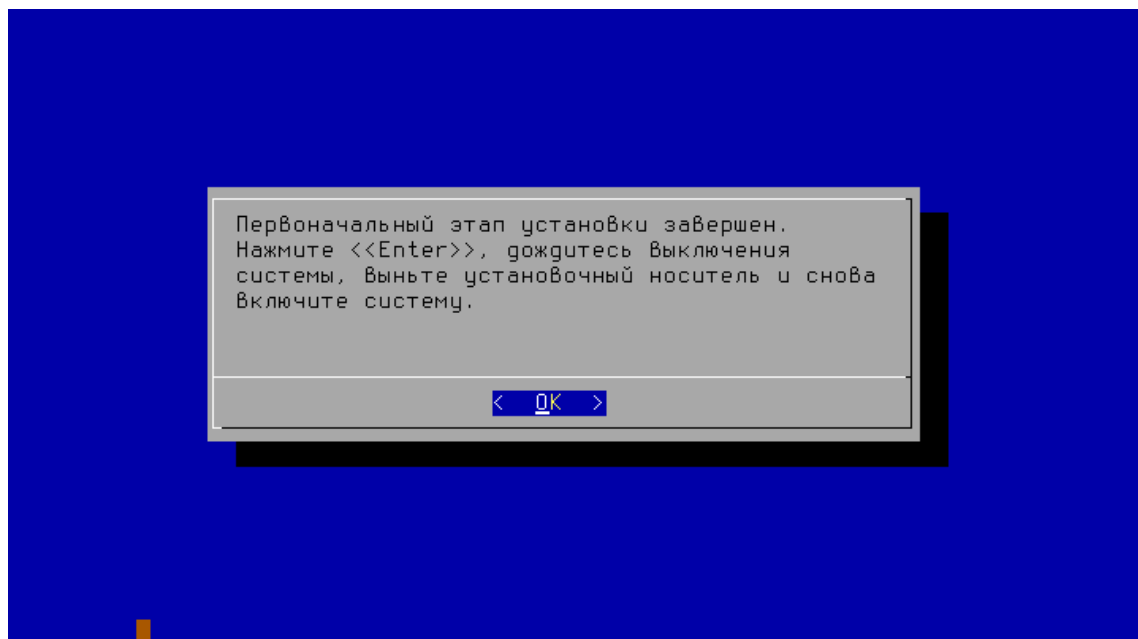 Первоначальный этап установки завершен.
Нажмите <<Enter>>, дождитесь выключения
системы, выньте установочный носитель и снова
включите систему.
< OK >